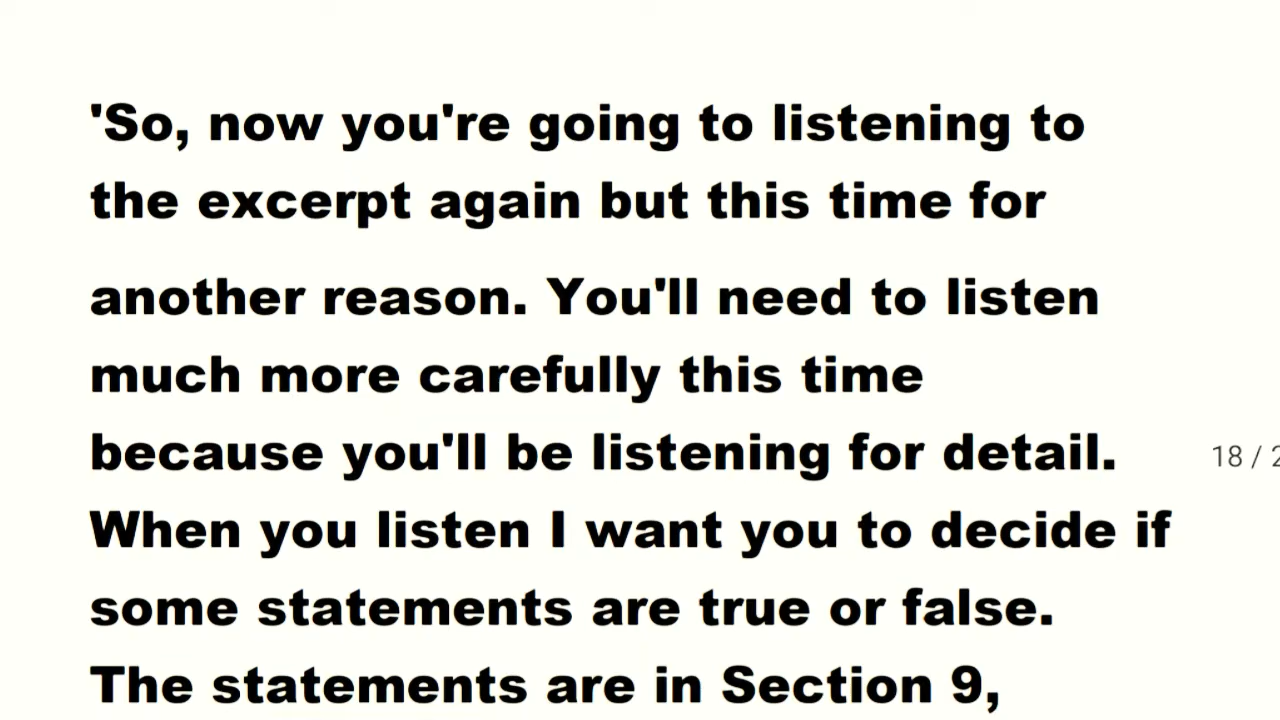 'So, now you're going to listening to
the excerpt again but this time for
another reason. You'll need to listen
much more carefully this time
because you'll be listening for detail.
When you listen I want you to decide if
some statements are true or false.
The statements are in Section 9,
18 / 2